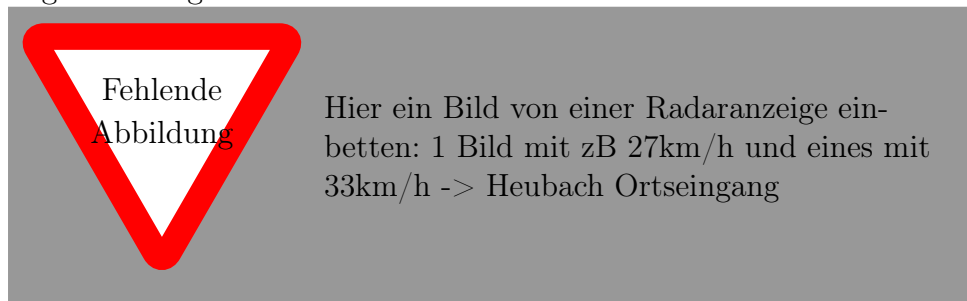 Fehlende
Abbildung
Hier ein Bild von einer Radaranzeige ein-
betten: 1 Bild mit zB 27km/h und eines mit
33km/h -> Heubach Ortseingang